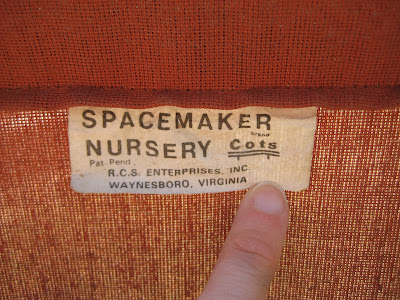 SPACEMAKER
brand
NURSERY Cots
Pat. Pend.
R.C.S. ENTERPRISES, INC
WAYNESBORO, VIRGINIA